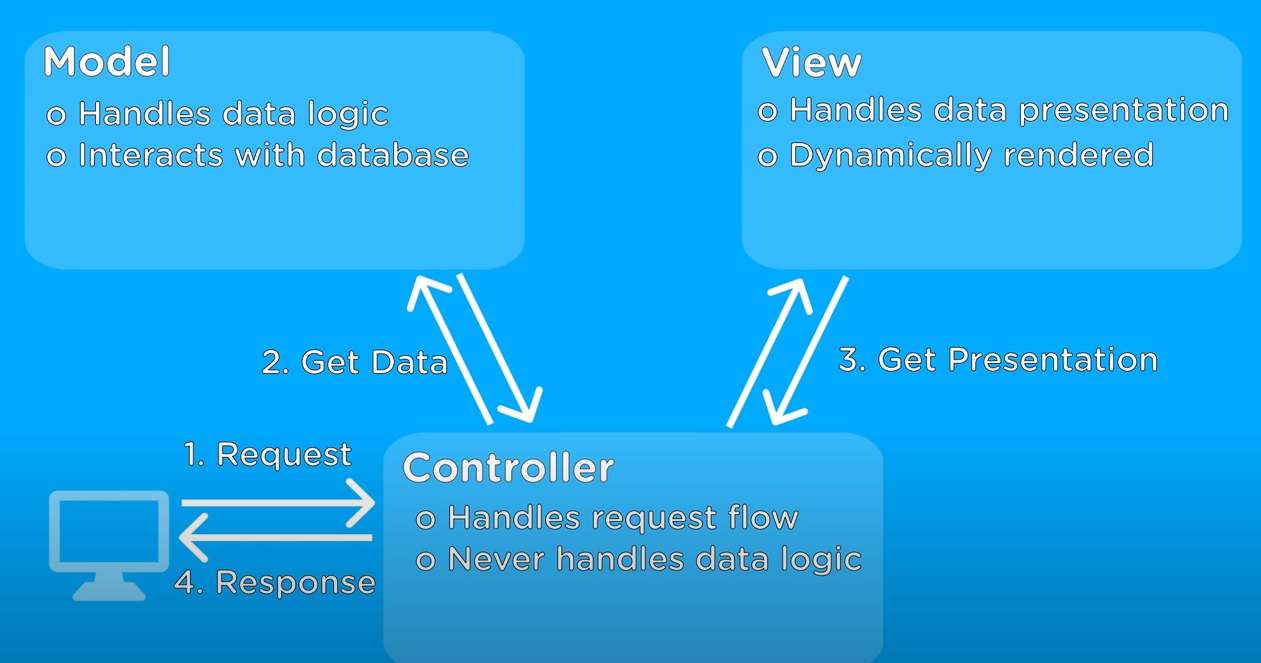 Model
o Handles data logic
o Interacts with database
View
o Handles data presentation
o Dynamically rendered
2. Get Data
3. Get Presentation
1. Request
4. Response
Controller
o Handles request flow
o Never handles data logic